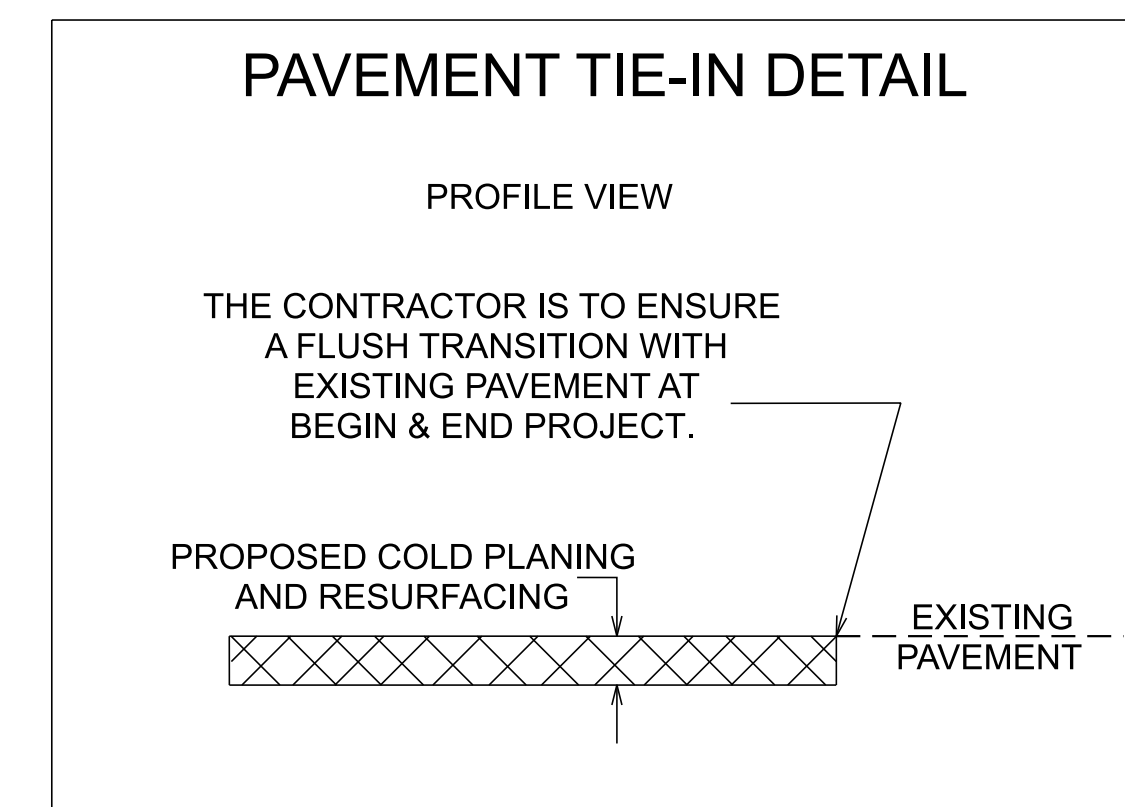 PAVEMENT TIE-IN DETAIL
PROFILE VIEW
THE CONTRACTOR IS TO ENSURE
A FLUSH TRANSITION WITH
EXISTING PAVEMENT AT
BEGIN & END PROJECT.
PROPOSED COLD PLANING
AND RESURFACING
EXISTING
PAVEMENT